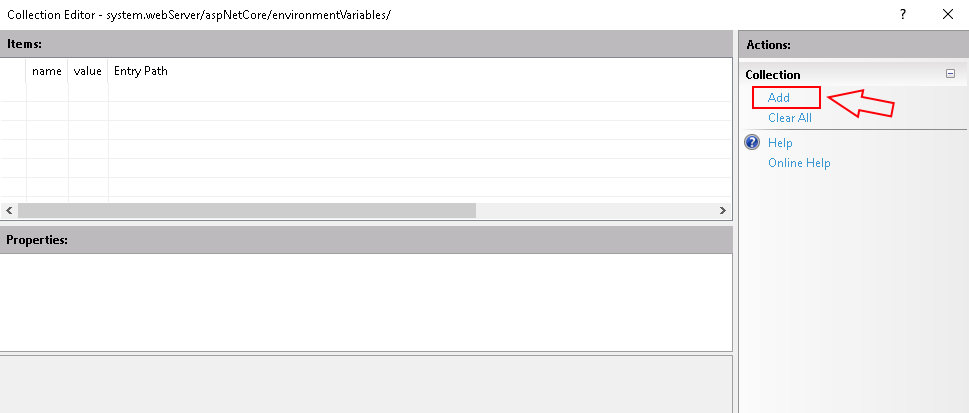 Collection Editor - system.webServer/aspNetCore/environmentVariables/
?
Items:
name value Entry Path
Properties:
Actions:
Collection
Add
Clear All
Help
Online Help